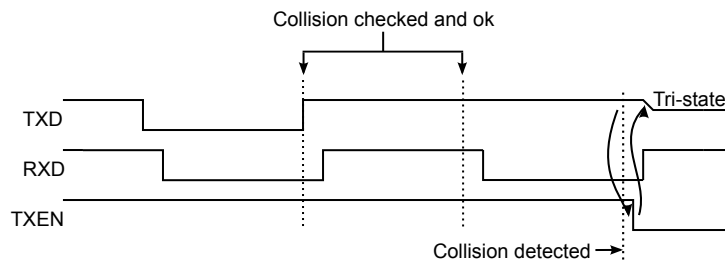 Collision checked and ok
Tri-state
TXD
RXD
TXEN
Collision detected